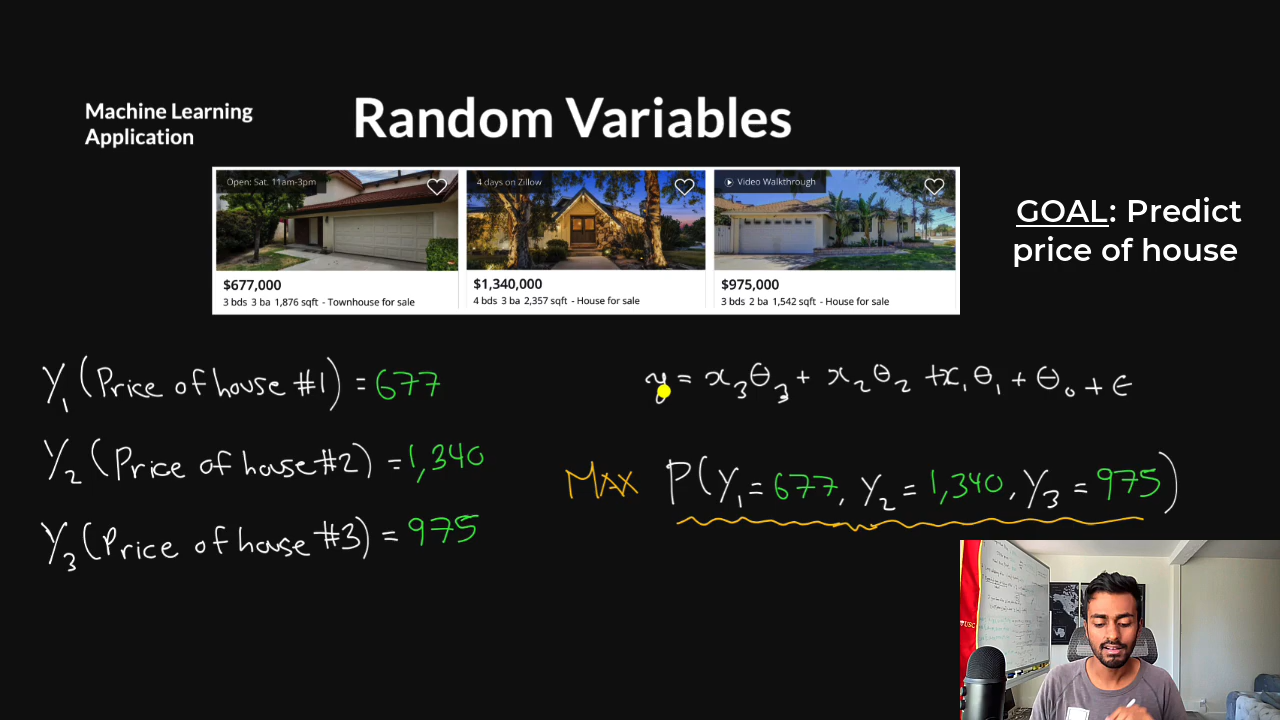 Machine Learning
Application
Random Variables
Open: Sat. 11am-3pm
4 days on Zillow
Video Walkthrough
GOAL: Predict
price of house
$677,000
3 bds 3 ba 1,876 sqft - Townhouse for sale
$1,340,000
4 bds 3 ba 2,357 sqft - House for sale
$975,000
3 bds 2 ba 1,542 sqft - House for sale
Y₁ (Price of house #1) = 677
y = x₃θ₃ + x₂θ₂ + x₁θ₁ + θ₀ + ε
Y₂ (Price of house #2) = 1,340
MAX P(Y₁ = 677, Y₂ = 1,340, Y₃ = 975)
Y₃ (Price of house #3) = 975
USC